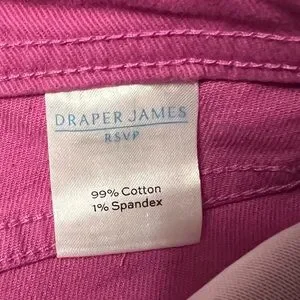 DRAPER JAMES
RSVP
99% Cotton
1% Spandex